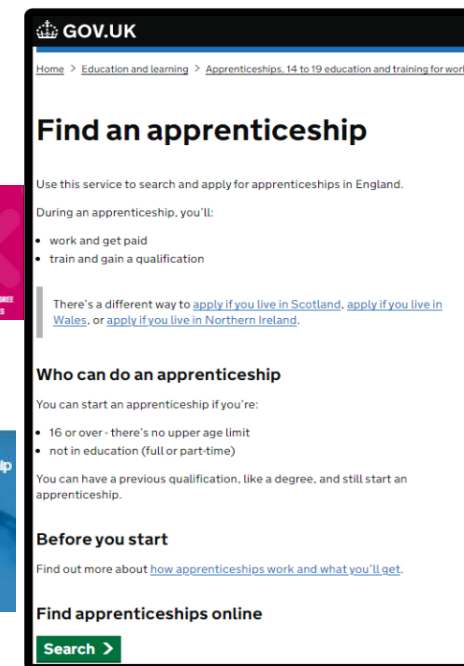 GOV.UK
Home > Education and learning > Apprenticeships, 14 to 19 education and training for work
Find an apprenticeship
Use this service to search and apply for apprenticeships in England.
During an apprenticeship, you'll:
• work and get paid
• train and gain a qualification
There's a different way to apply if you live in Scotland, apply if you live in
Wales, or apply if you live in Northern Ireland.
Who can do an apprenticeship
You can start an apprenticeship if you're:
• 16 or over - there's no upper age limit
• not in education (full or part-time)
You can have a previous qualification, like a degree, and still start an
apprenticeship.
Before you start
Find out more about how apprenticeships work and what you'll get.
Find apprenticeships online
Search >